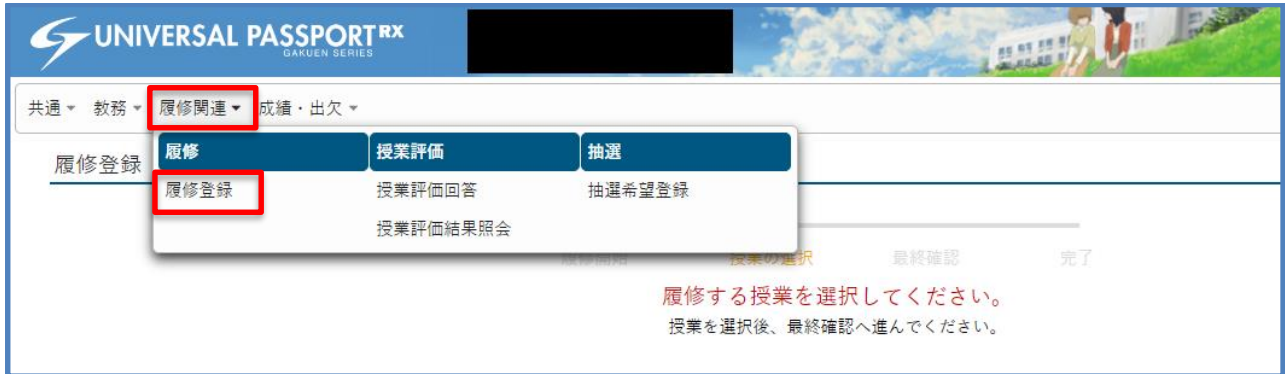 UNIVERSAL PASSPORT RX
GAKUEN SERIES
共通 教務 履修関連 成績・出欠
履修登録
履修 授業評価 抽選
履修登録 授業評価回答 抽選希望登録
授業評価結果照会
履修開始 授業の選択 最終確認 完了
履修する授業を選択してください。
授業を選択後、最終確認へ進んでください。